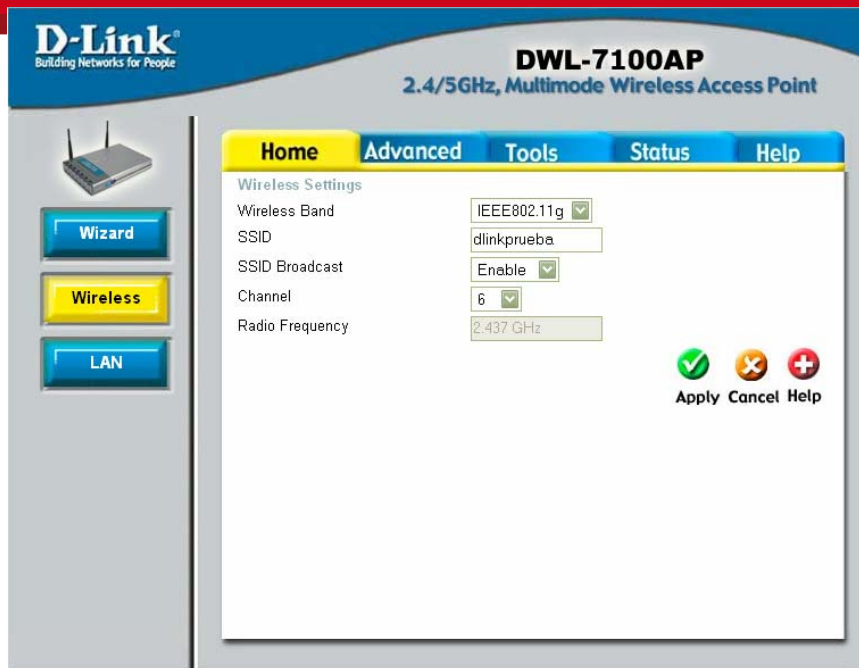 D-Link®
Building Networks for People
DWL-7100AP
2.4/5GHz, Multimode Wireless Access Point
Home Advanced Tools Status Help
Wizard
Wireless
LAN
Wireless Settings
Wireless Band IEEE802.11g
SSID dlinkprueba
SSID Broadcast Enable
Channel 6
Radio Frequency 2.437 GHz
Apply Cancel Help